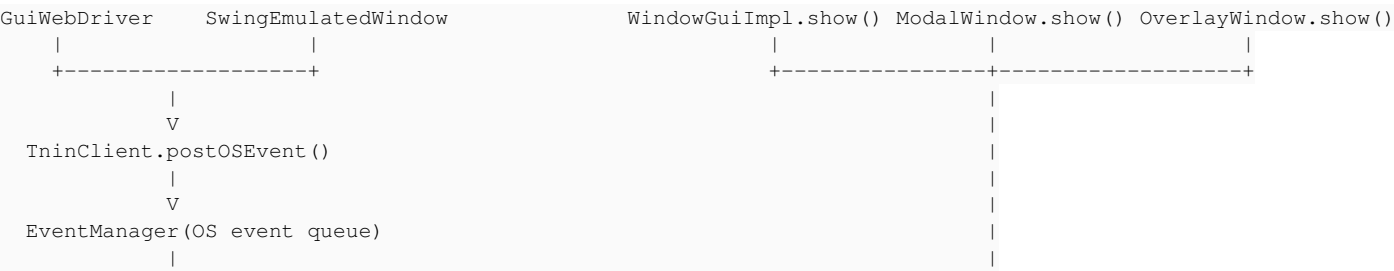 GuiWebDriver    SwingEmulatedWindow              WindowGuiImpl.show() ModalWindow.show() OverlayWindow.show()
    |                   |                                   |                |                   |
    +-------------------+                                   +----------------+-------------------+
             |                                                               |
             V                                                               |
  TninClient.postOSEvent()                                                   |
             |                                                               |
             V                                                               |
  EventManager(OS event queue)                                               |
             |                                                               |